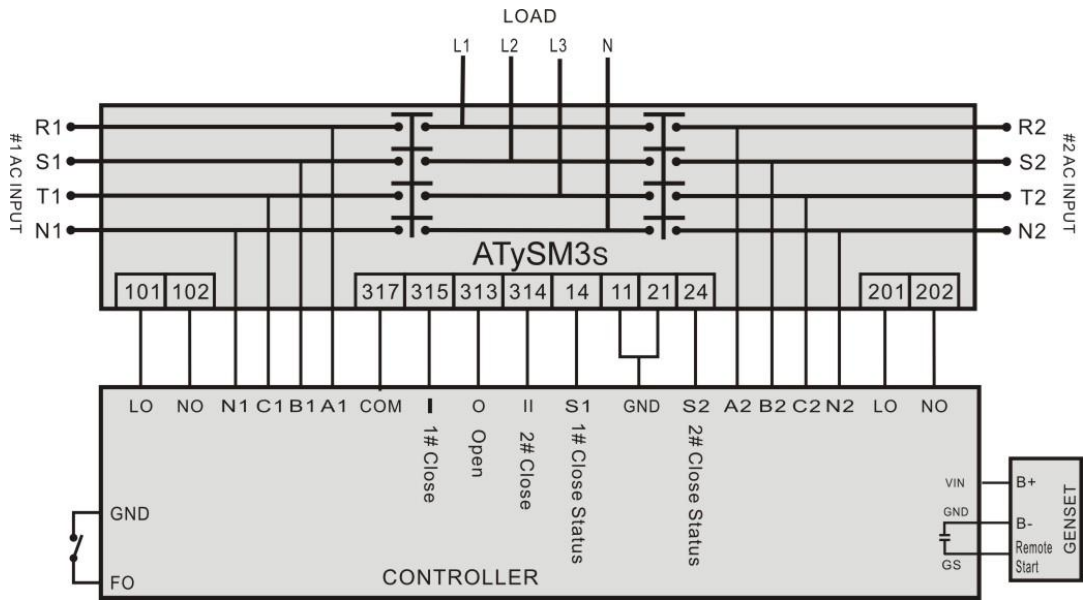 LOAD
L1 L2 L3 N
#1 AC INPUT
R1
S1
T1
N1
R2
S2
T2
N2
#2 AC INPUT
ATySM3s
101 102 317 315 313 314 14 11 21 24 201 202
LO NO N1 C1 B1 A1 COM I O II S1 GND S2 A2 B2 C2 N2 LO NO
1# Close
Open
2# Close
1# Close Status
2# Close Status
GND
FO
CONTROLLER
VIN
GND
GS
B+
B-
Remote
Start
GENSET